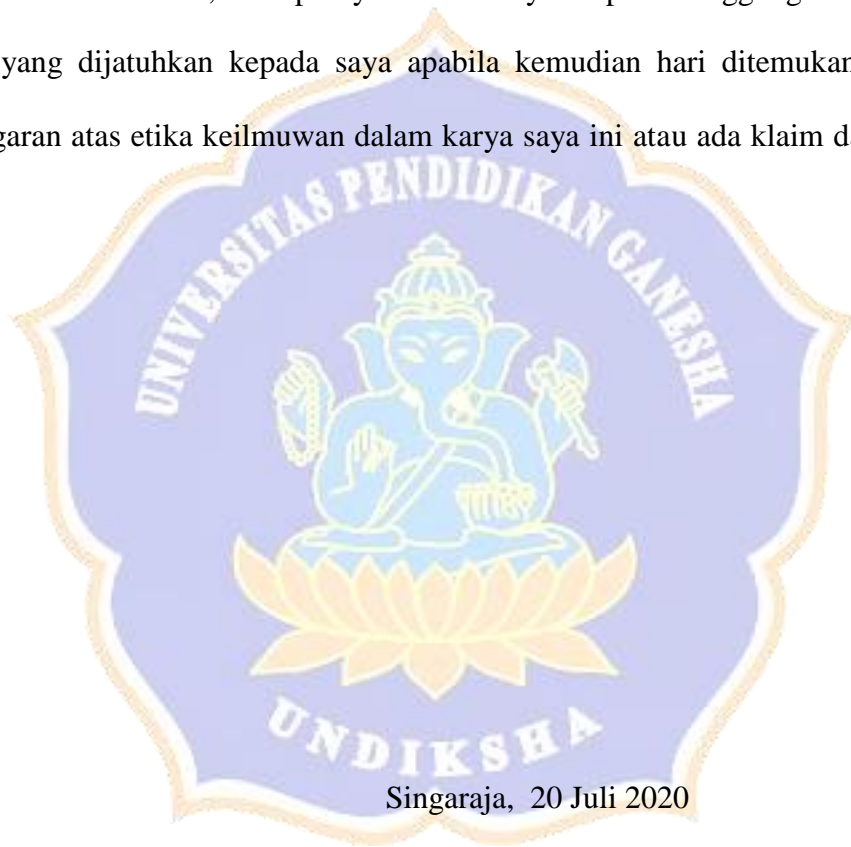 yang dijatuhkan kepada saya apabila kemudian hari ditemukan
garan atas etika keilmuwan dalam karya saya ini atau ada klaim
UNIVERSITAS PENDIDIKAN GANESHA
UNDIKSHA
Singaraja, 20 Juli 2020